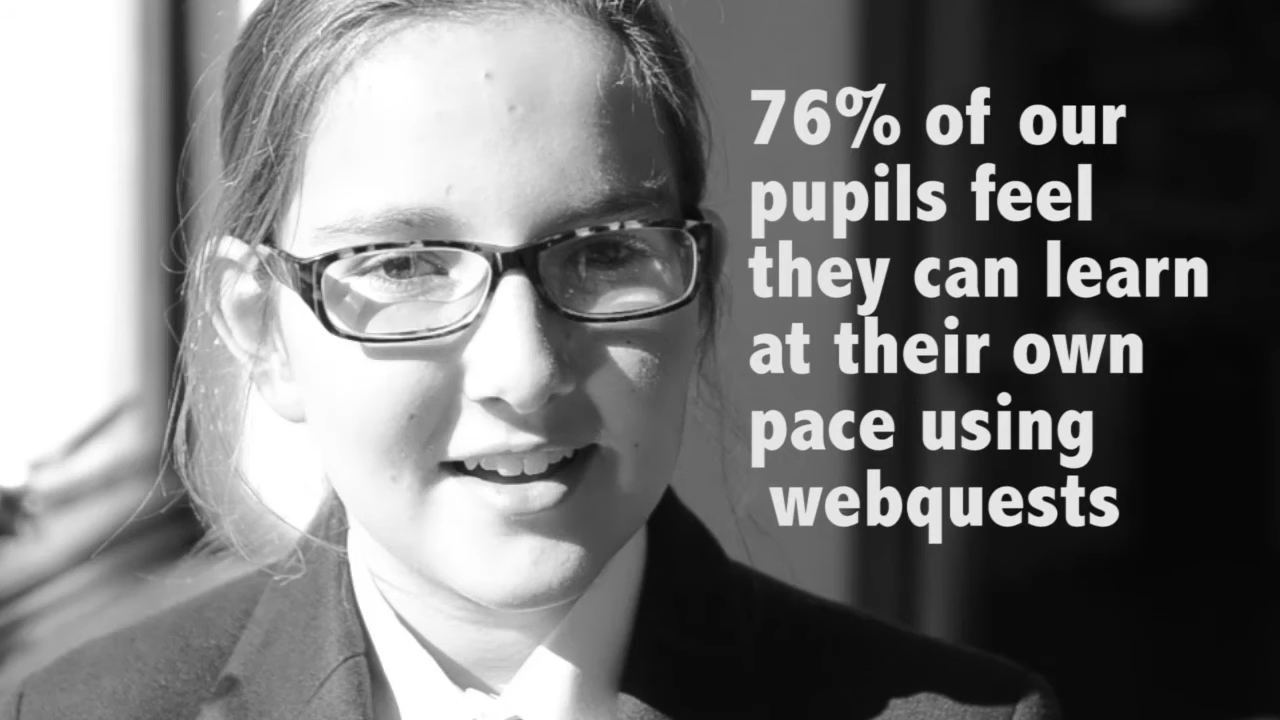 76% of our
pupils feel
they can learn
at their own
pace using
webquests